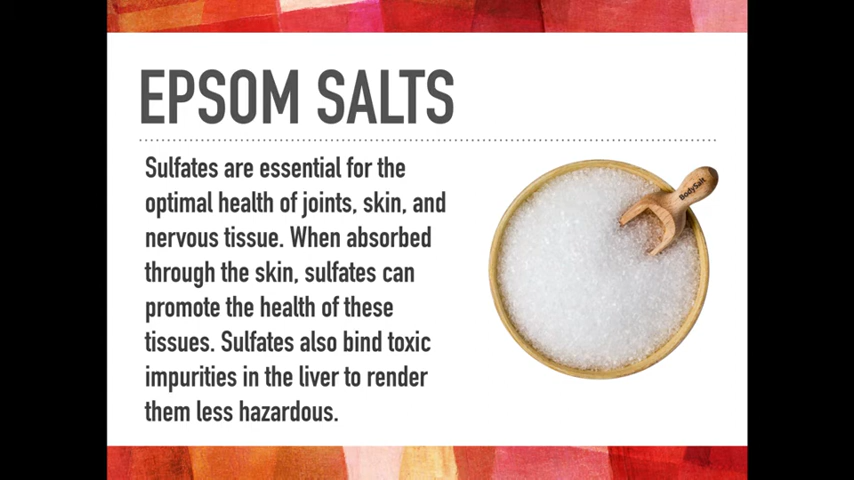 EPSOM SALTS
Sulfates are essential for the
optimal health of joints, skin, and
nervous tissue. When absorbed
through the skin, sulfates can
promote the health of these
tissues. Sulfates also bind toxic
impurities in the liver to render
them less hazardous.
BodySalt